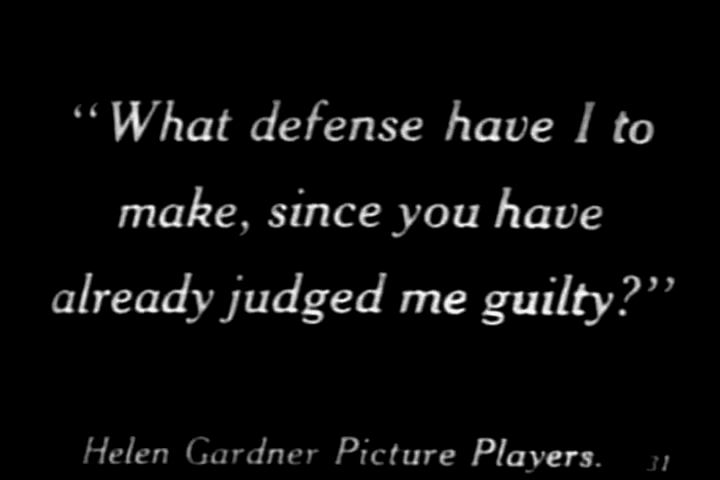 “What defense have I to
make, since you have
already judged me guilty?”
Helen Gardner Picture Players. 31